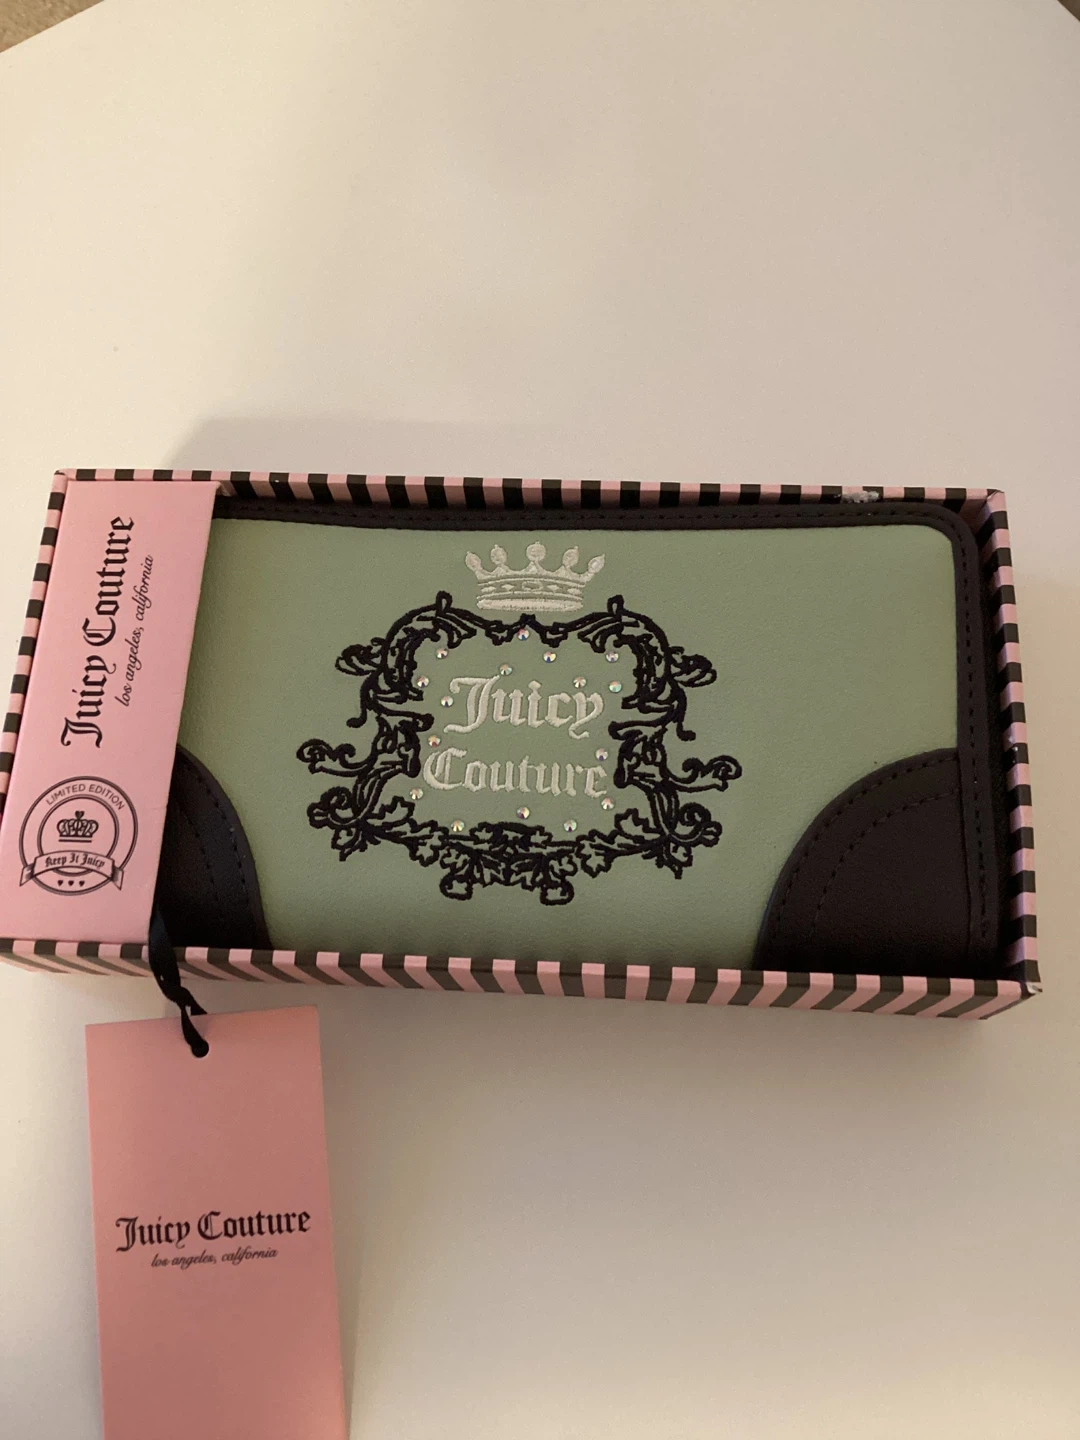 Juicy Couture
los angeles, california
LIMITED EDITION
Keep It Juicy
Juicy
Couture
Juicy Couture
los angeles, california